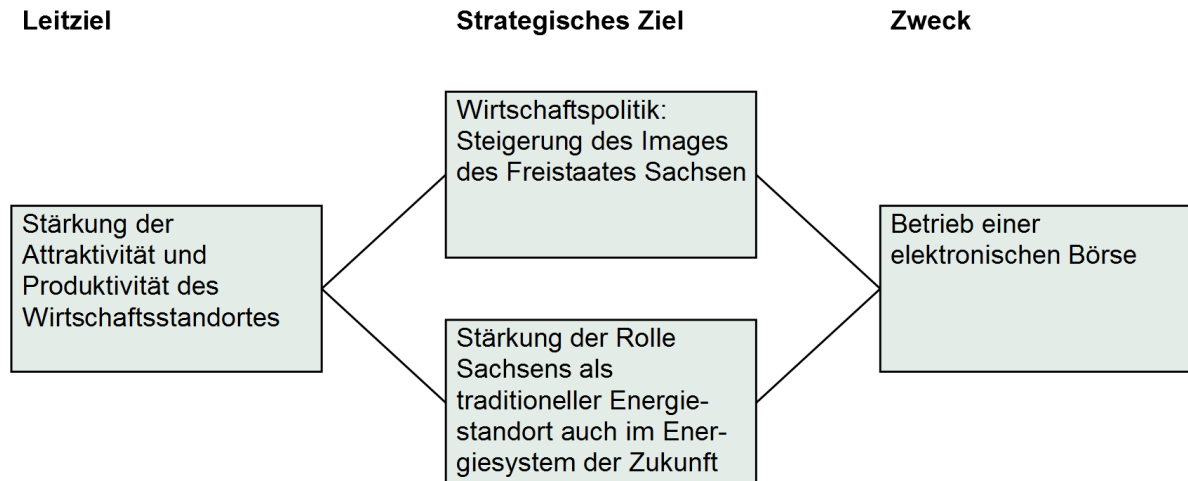 Leitziel
Strategisches Ziel
Zweck
Stärkung der
Attraktivität und
Produktivität des
Wirtschaftsstandortes
Wirtschaftspolitik:
Steigerung des Images
des Freistaates Sachsen
Stärkung der Rolle
Sachsens als
traditioneller Energie-
standort auch im Ener-
giesystem der Zukunft
Betrieb einer
elektronischen Börse